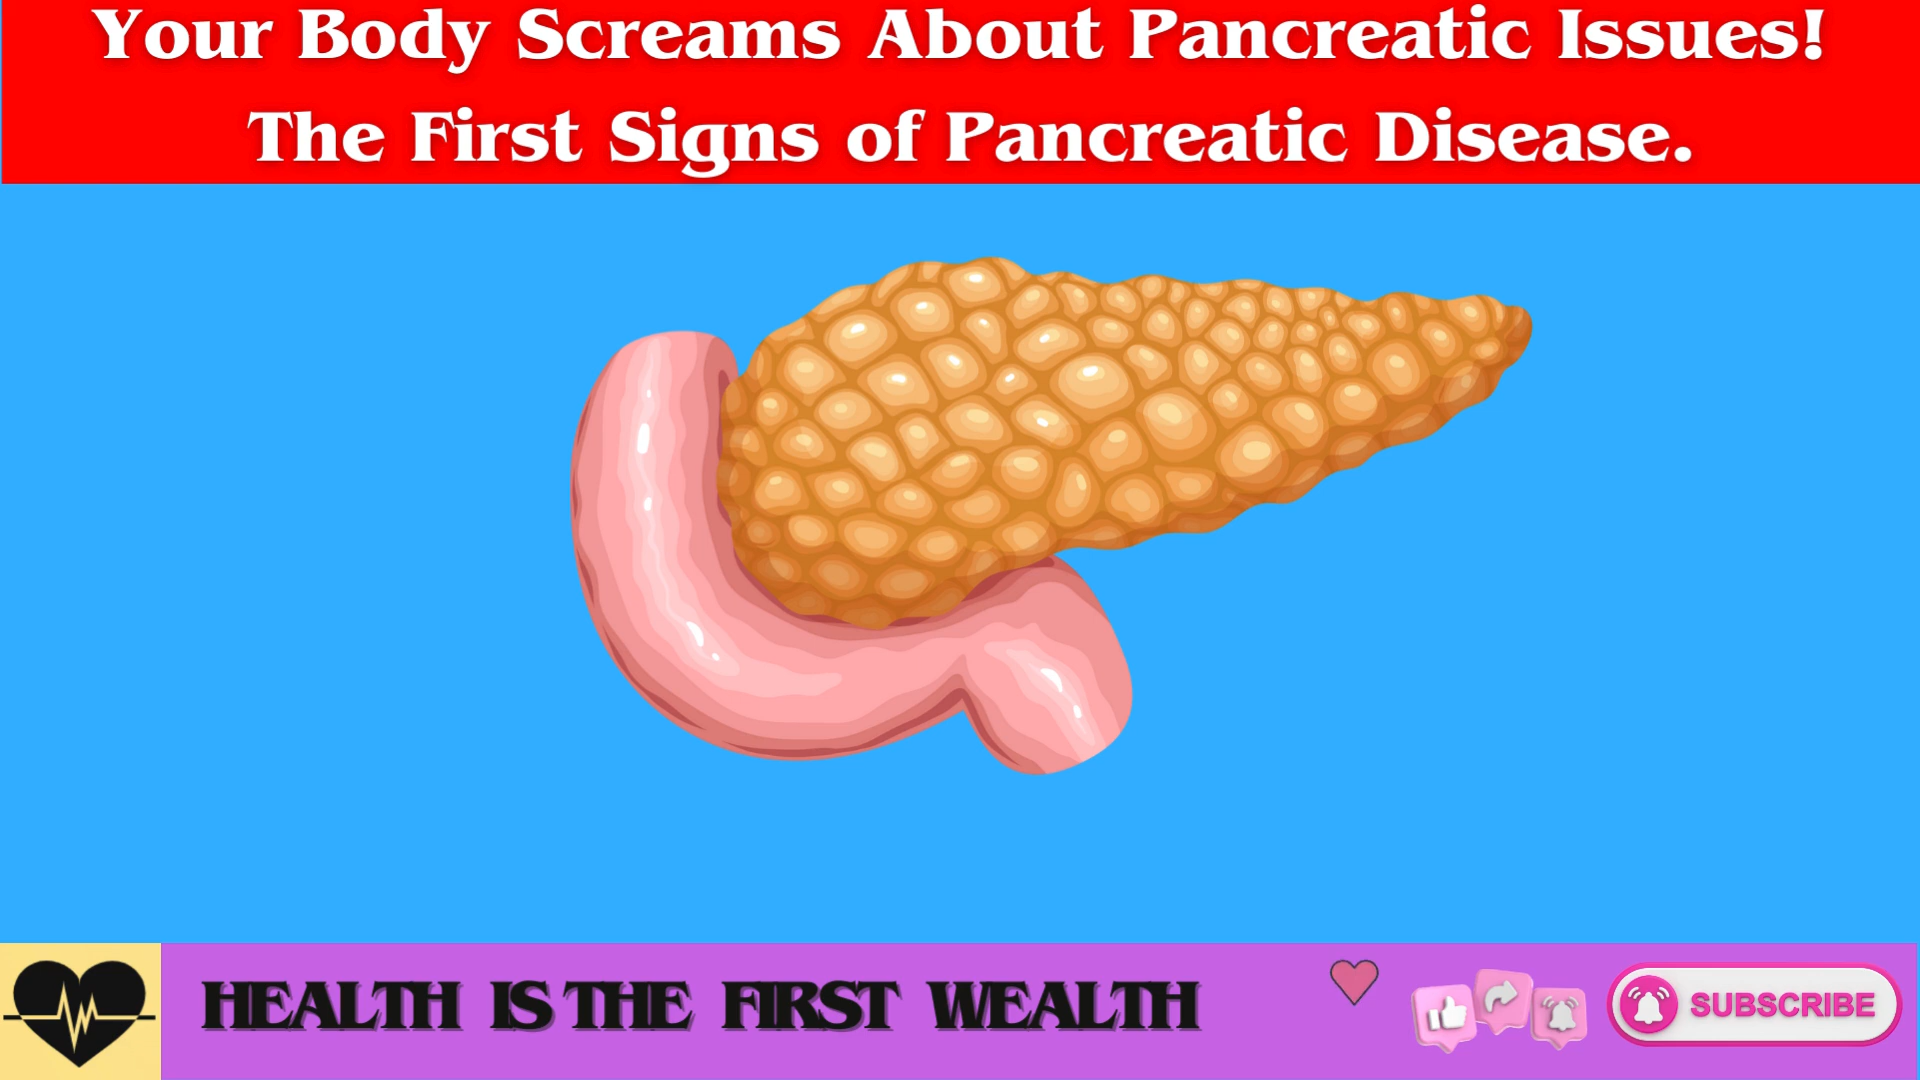 Your Body Screams About Pancreatic Issues!
The First Signs of Pancreatic Disease.
HEALTH IS THE FIRST WEALTH
SUBSCRIBE